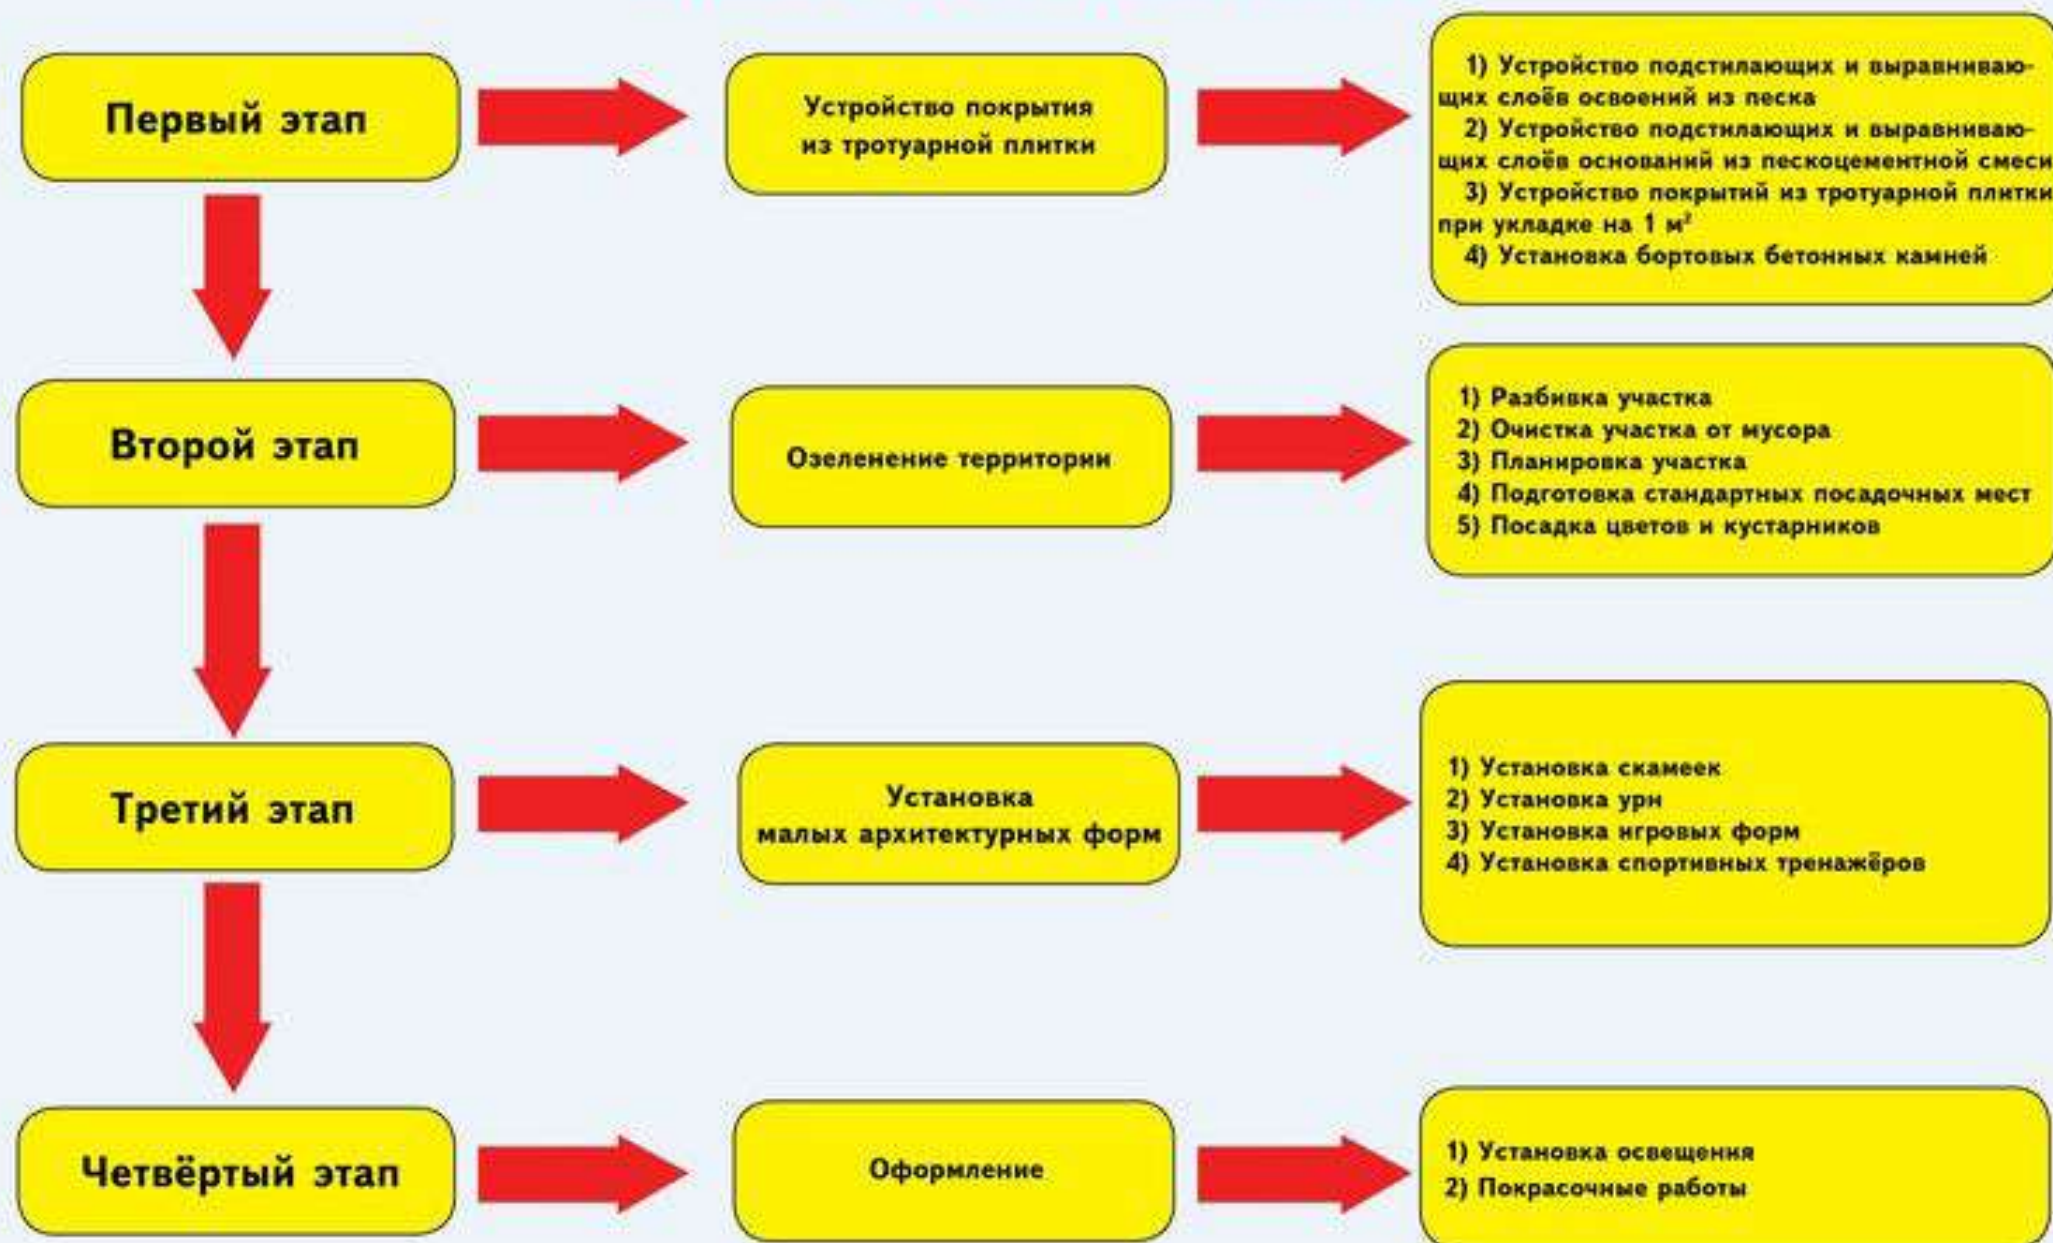 Первый этап
Устройство покрытия
из тротуарной плитки
1) Устройство подстилающих и выравниваю-
щих слоёв освоений из песка
2) Устройство подстилающих и выравниваю-
щих слоёв оснований из пескоцементной смеси
3) Устройство покрытий из тротуарной плитки
при укладке на 1 м²
4) Установка бортовых бетонных камней
Второй этап
Озеленение территории
1) Разбивка участка
2) Очистка участка от мусора
3) Планировка участка
4) Подготовка стандартных посадочных мест
5) Посадка цветов и кустарников
Третий этап
Установка
малых архитектурных форм
1) Установка скамеек
2) Установка урн
3) Установка игровых форм
4) Установка спортивных тренажёров
Четвёртый этап
Оформление
1) Установка освещения
2) Покрасочные работы